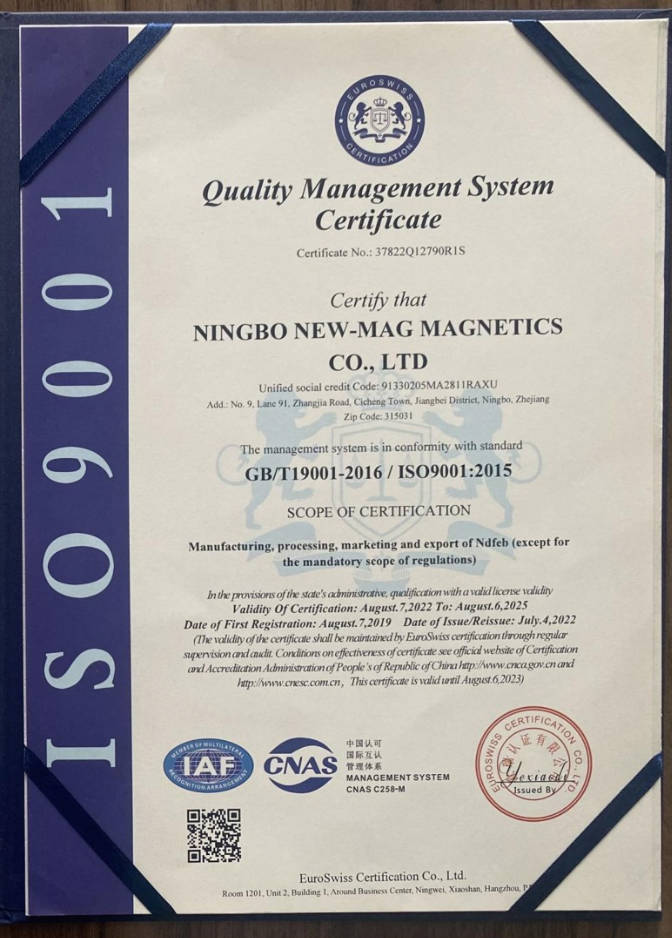 ISO9001
EUROSWISS
CERTIFICATION
Quality Management System
Certificate
Certificate No.: 37822Q12790R1S
Certify that
NINGBO NEW-MAG MAGNETICS
CO., LTD
Unified social credit Code: 91330205MA2811RAXU
Add.: No. 9, Lane 91, Zhangjia Road, Cicheng Town, Jiangbei District, Ningbo, Zhejiang
Zip Code: 315031
The management system is in conformity with standard
GB/T19001-2016 / ISO9001:2015
SCOPE OF CERTIFICATION
Manufacturing, processing, marketing and export of Ndfeb (except for
the mandatory scope of regulations)
In the provisions of the state's administrative, qualification with a valid license validity
Validity Of Certification: August.7,2022 To: August.6,2025
Date of First Registration: August.7,2019 Date of Issue/Reissue: July.4,2022
(The validity of the certificate shall be maintained by EuroSwiss certification through regular
supervision and audit. Conditions on effectiveness of certificate see official website of Certification
and Accreditation Administration of People's of Republic of China http://www.cnca.gov.cn and
http://www.cnesc.com.cn, This certificate is valid until August.6,2023)
MEMBER OF MULTILATERAL
IAF
RECOGNITION ARRANGEMENT
CNAS
中国认可
国际互认
管理体系
MANAGEMENT SYSTEM
CNAS C258-M
EUROSWISS CERTIFICATION CO., LTD.
认证有限公
Issued By
EuroSwiss Certification Co., Ltd.
Room 1201, Unit 2, Building 1, Around Business Center, Ningwei, Xiaoshan, Hangzhou,